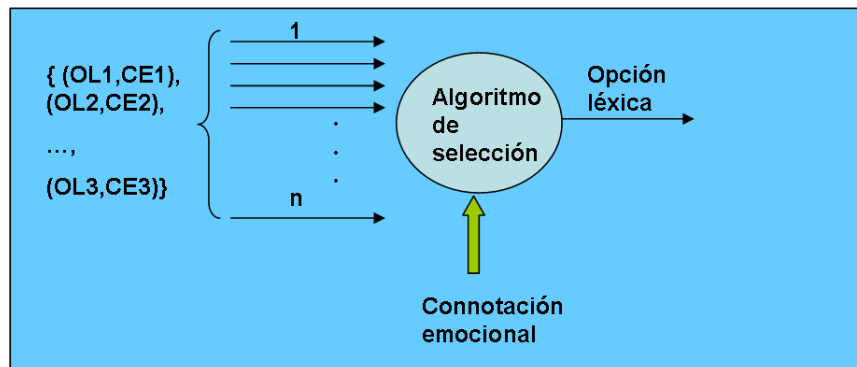 1
{ (OL1,CE1),
(OL2,CE2),
...,
(OL3,CE3)}
n
Algoritmo
de
selección
Opción
léxica
Connotación
emocional